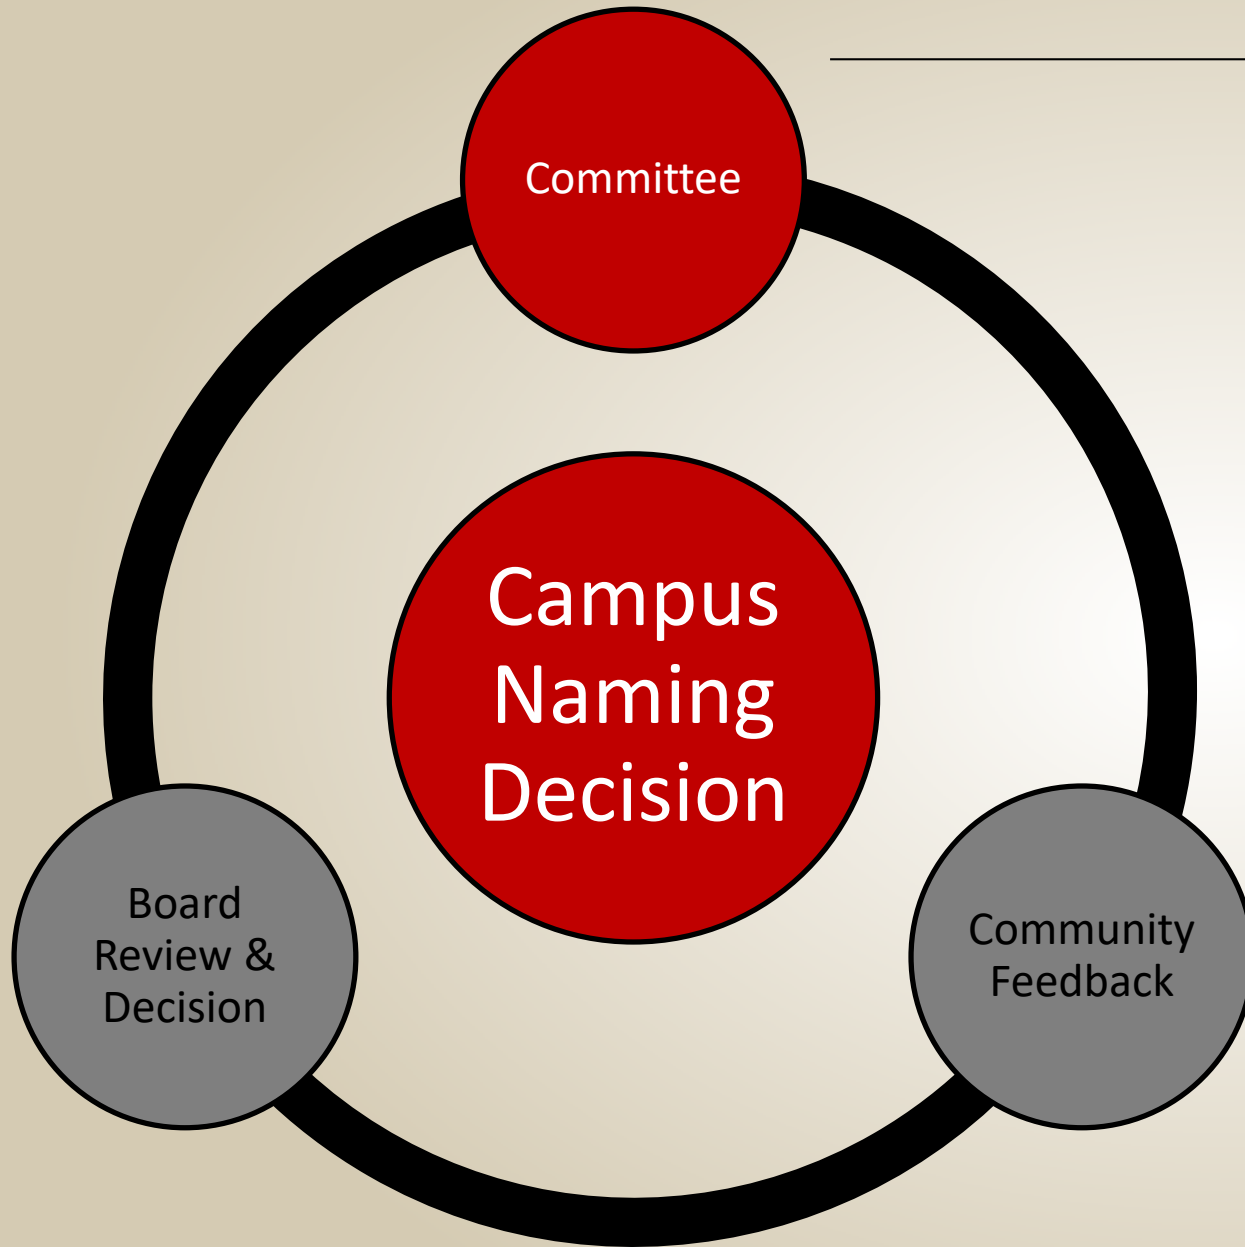 Committee
Campus
Naming
Decision
Board
Review &
Decision
Community
Feedback